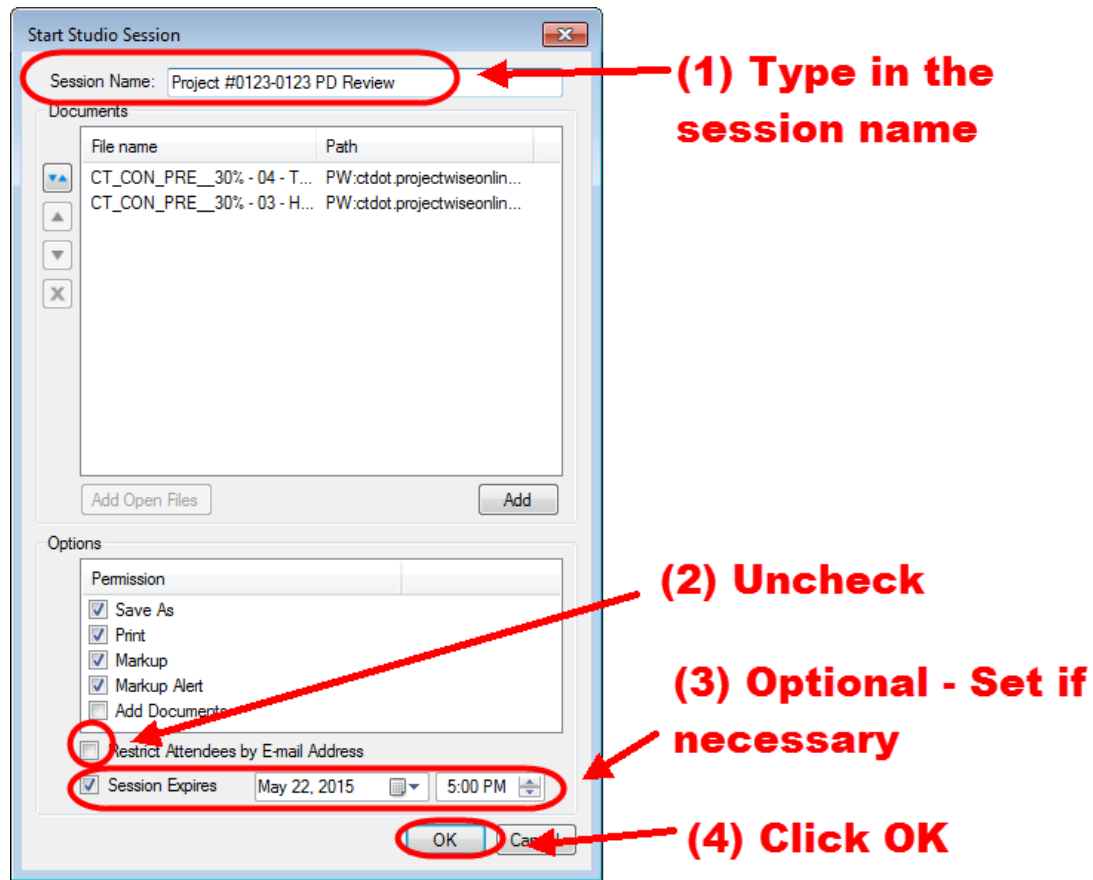 Start Studio Session
Session Name: Project #0123-0123 PD Review
(1) Type in the
session name
Documents
File name Path
CT_CON_PRE__30% - 04 - T... PW:ctdot.projectwiseonlin...
CT_CON_PRE__30% - 03 - H... PW:ctdot.projectwiseonlin...
Add Open Files Add
Options
Permission
(2) Uncheck
Save As
Print
Markup
Markup Alert
Add Documents
(3) Optional - Set if
necessary
Restrict Attendees by E-mail Address
Session Expires May 22, 2015 5:00 PM
OK Cancel
(4) Click OK